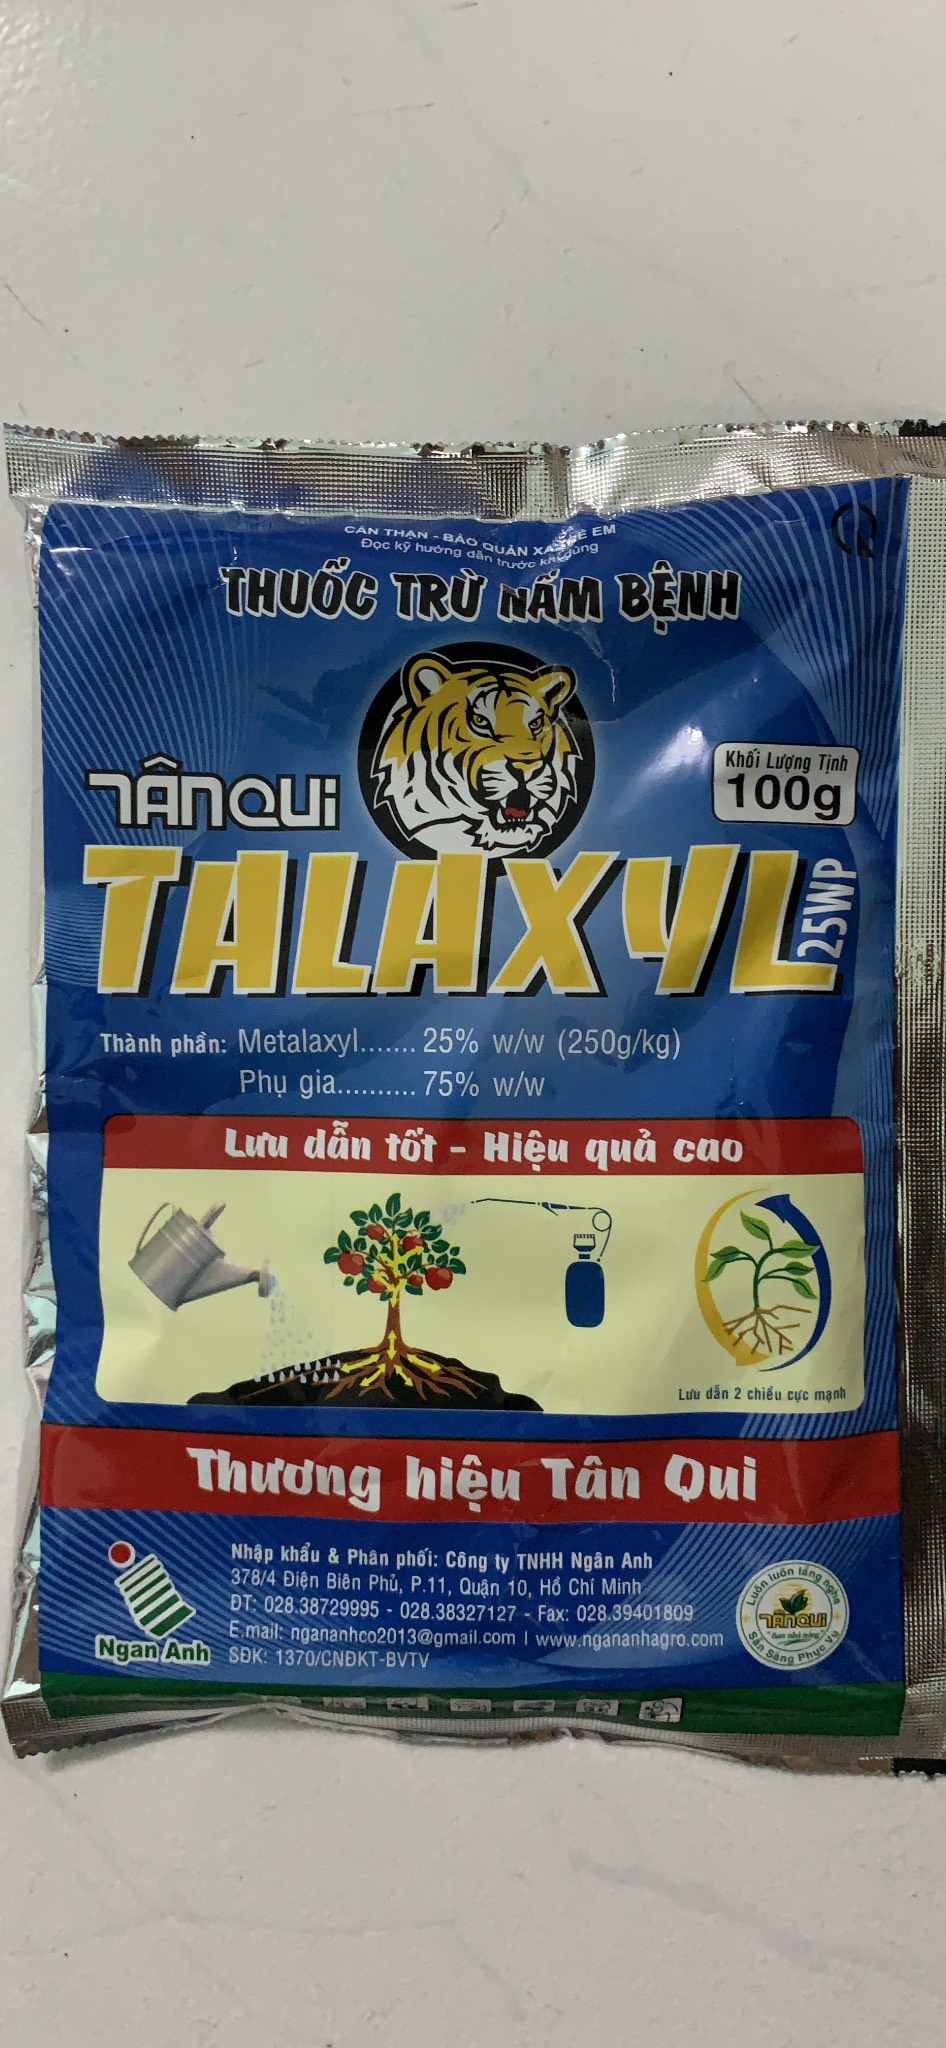 CẨN THẬN - BẢO QUẢN XA EM
Đọc kỹ hướng dẫn trước khi dùng
THUỐC TRỪ NẤM BỆNH
TÂNQUI
Khối Lượng Tịnh
100g
TALAXYL
25WP
Thành phần: Metalaxyl....... 25% w/w (250g/kg)
Phụ gia.......... 75% w/w
Lưu dẫn tốt - Hiệu quả cao
Lưu dẫn 2 chiều cực mạnh
Thương hiệu Tân Qui
Nhập khẩu & Phân phối: Công ty TNHH Ngân Anh
378/4 Điện Biên Phủ, P.11, Quận 10, Hồ Chí Minh
ĐT: 028.38729995 - 028.38327127 - Fax: 028.39401809
E.mail: ngananhco2013@gmail.com | www.ngananhagro.com
SĐK: 1370/CNĐKT-BVTV
Ngan Anh
Luôn luôn lắng nghe
TÂNQUI
Sẵn Sàng Phục Vụ